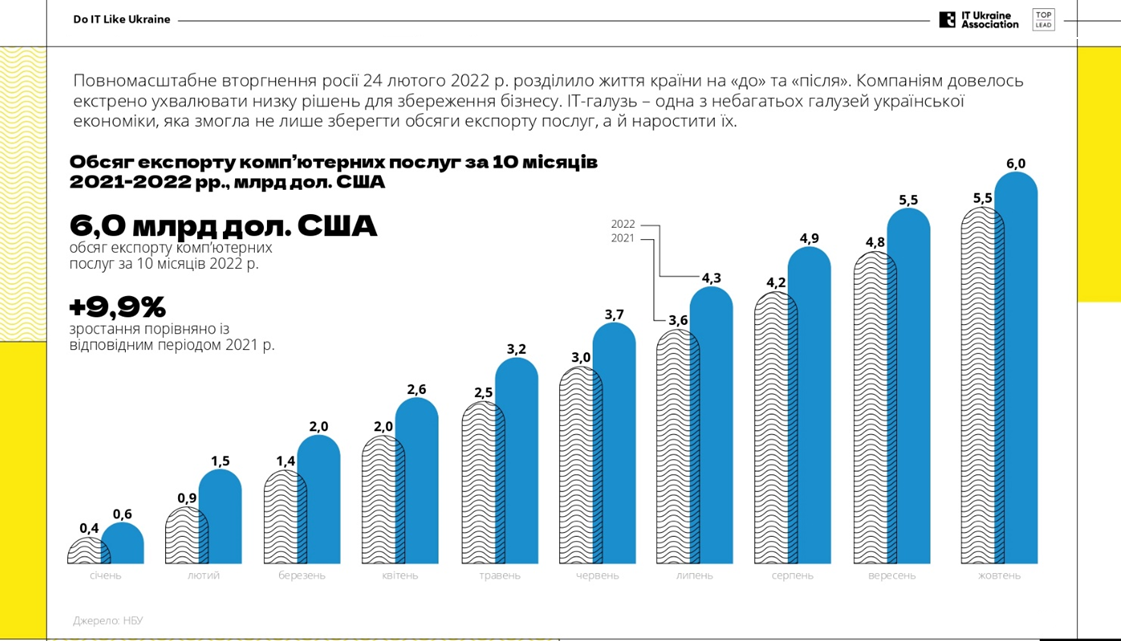 Do IT Like Ukraine
IT Ukraine
Association
TOP
LEAD
Повномасштабне вторгнення росії 24 лютого 2022 р. розділило життя країни на «до» та «після». Компаніям довелось
екстрено ухвалювати низку рішень для збереження бізнесу. ІТ-галузь – одна з небагатьох галузей української
економіки, яка змогла не лише зберегти обсяги експорту послуг, а й наростити їх.
Обсяг експорту комп’ютерних послуг за 10 місяців
2021-2022 рр., млрд дол. США
6,0 млрд дол. США
обсяг експорту комп’ютерних
послуг за 10 місяців 2022 р.
+9,9%
зростання порівняно із
відповідним періодом 2021 р.
2022
2021
0,4 0,6
0,9 1,5
1,4 2,0
2,0 2,6
2,5 3,2
3,0 3,7
3,6 4,3
4,2 4,9
4,8 5,5
5,5 6,0
січень лютий березень квітень травень червень липень серпень вересень жовтень
Джерело: НБУ